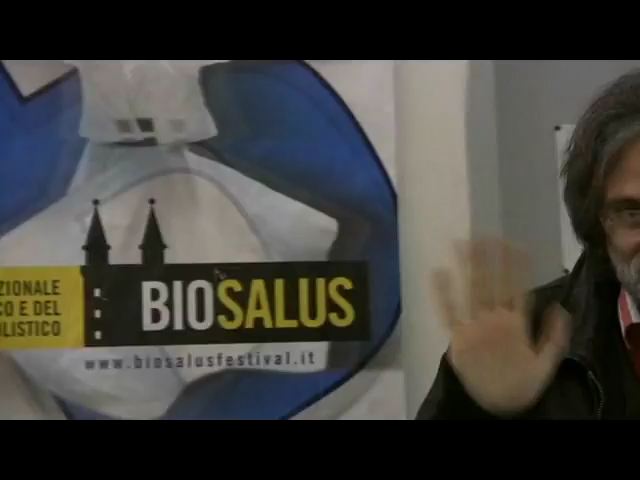 ZIONALE
CO E DEL
LISTICO
BIOSALUS
www.biosalusfestival.it